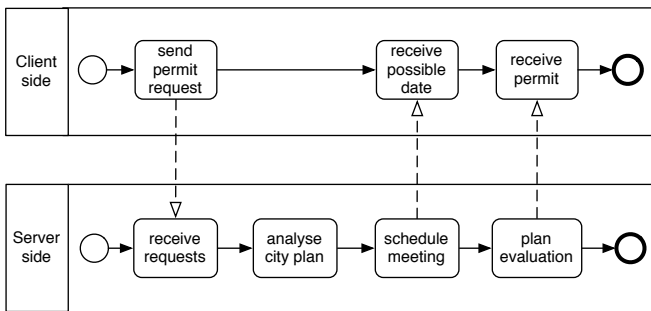 Client
side
send
permit
request
receive
possible
date
receive
permit
Server
side
receive
requests
analyse
city plan
schedule
meeting
plan
evaluation